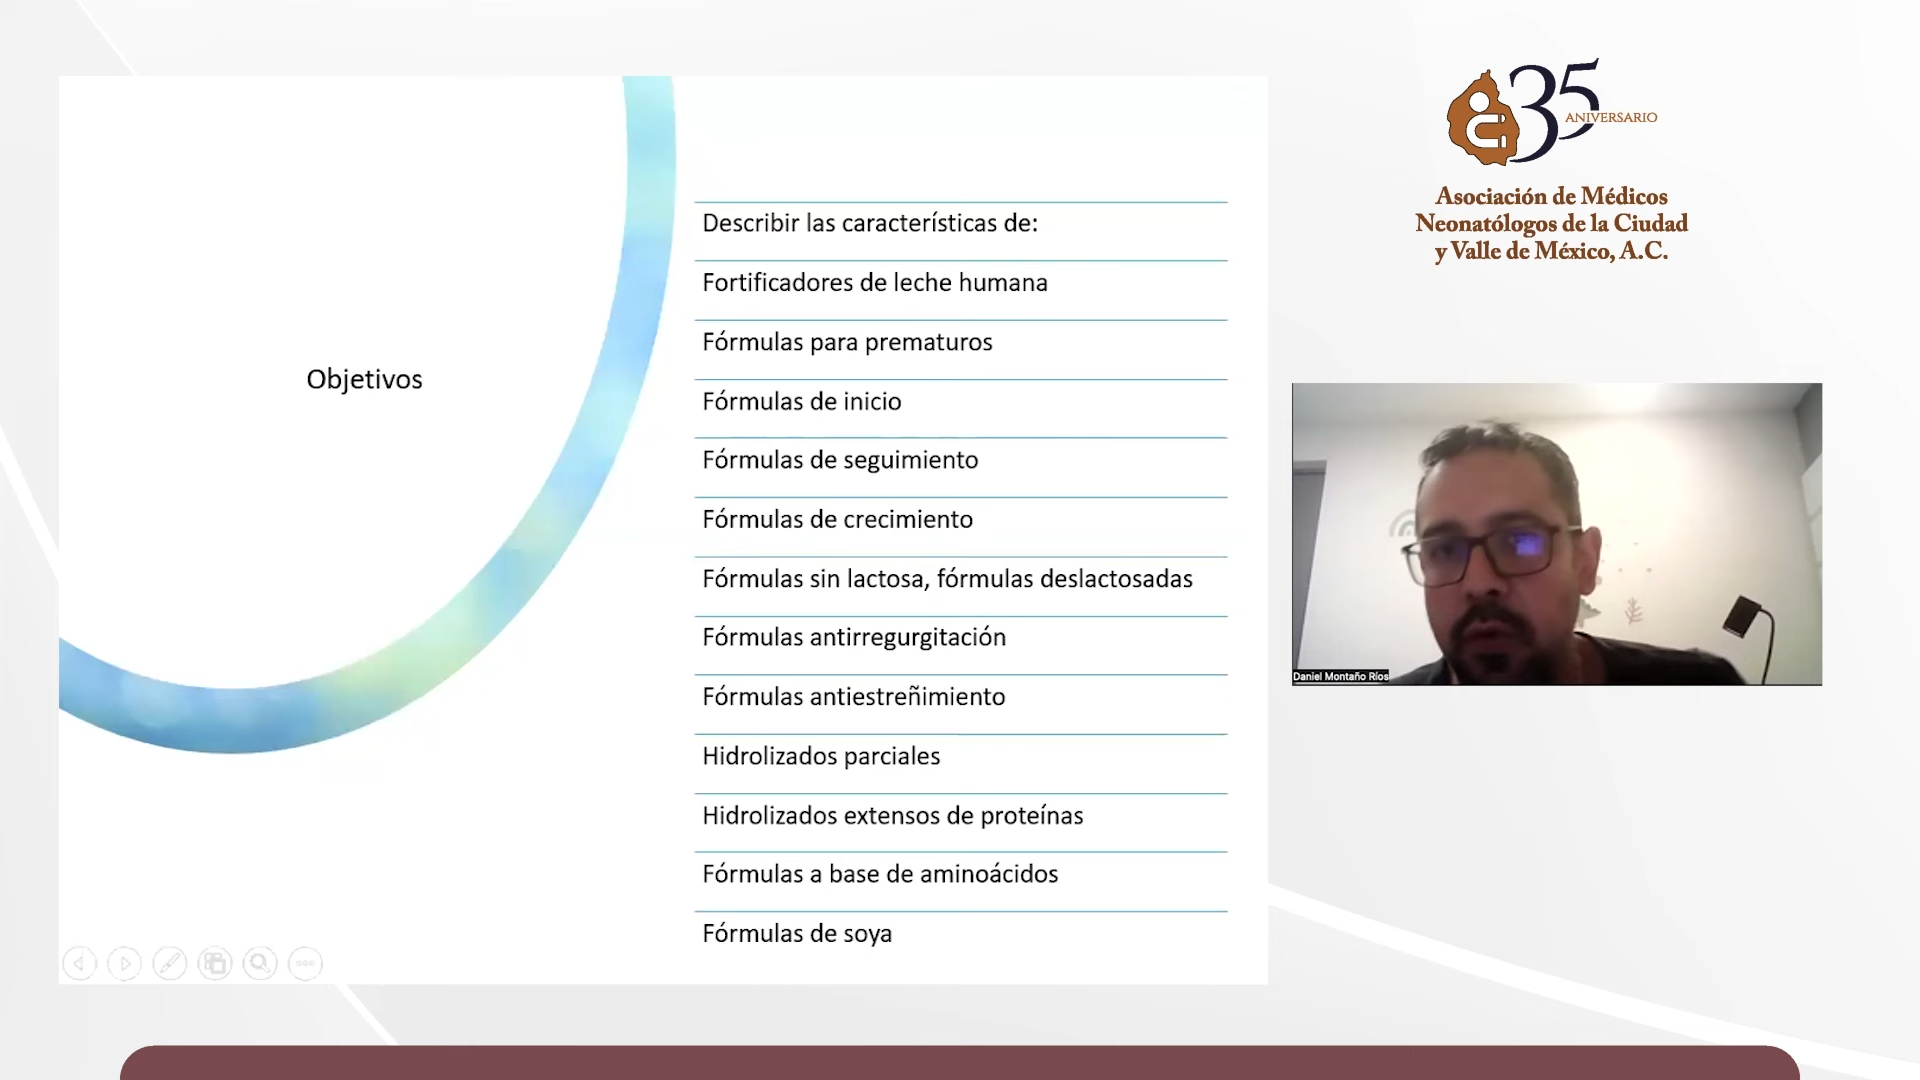 Objetivos
Describir las características de:
Fortificadores de leche humana
Fórmulas para prematuros
Fórmulas de inicio
Fórmulas de seguimiento
Fórmulas de crecimiento
Fórmulas sin lactosa, fórmulas deslactosadas
Fórmulas antirregurgitación
Fórmulas antiestreñimiento
Hidrolizados parciales
Hidrolizados extensos de proteínas
Fórmulas a base de aminoácidos
Fórmulas de soya
35
ANIVERSARIO
Asociación de Médicos
Neonatólogos de la Ciudad
y Valle de México, A.C.
Daniel Montaño Ríos